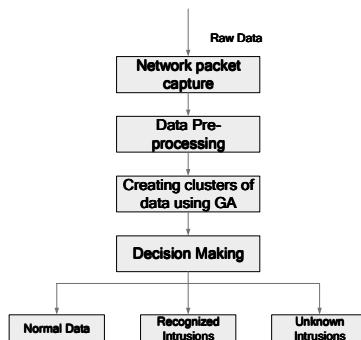 Raw Data
Network packet
capture
Data Pre-
processing
Creating clusters of
data using GA
Decision Making
Normal Data
Recognized
Intrusions
Unknown
Intrusions